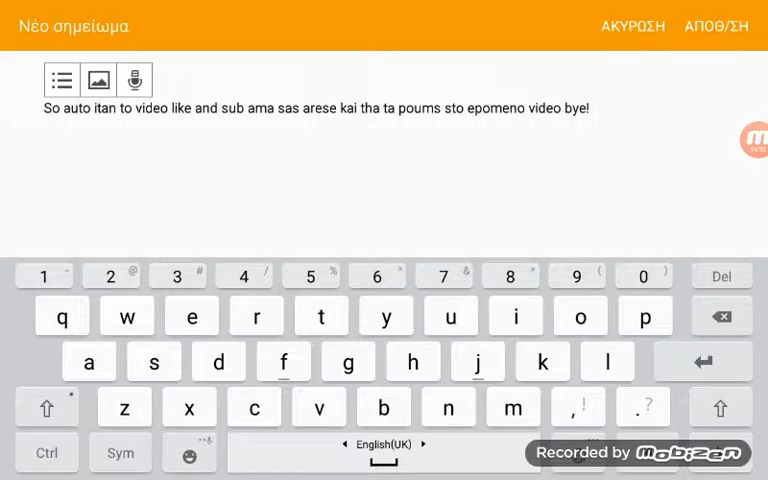 Νέο σημείωμα ΑΚΥΡΩΣΗ ΑΠΟΘ/ΣΗ
So auto itan to video like and sub ama sas arese kai tha ta poums sto epomeno video bye!
1 2 @ 3 # 4 / 5 % 6 ^ 7 & 8 * 9 ( 0 ) Del
q w e r t y u i o p
a s d f g h j k l
z x c v b n m , ! . ?
Ctrl Sym English(UK)
Recorded by mobizen